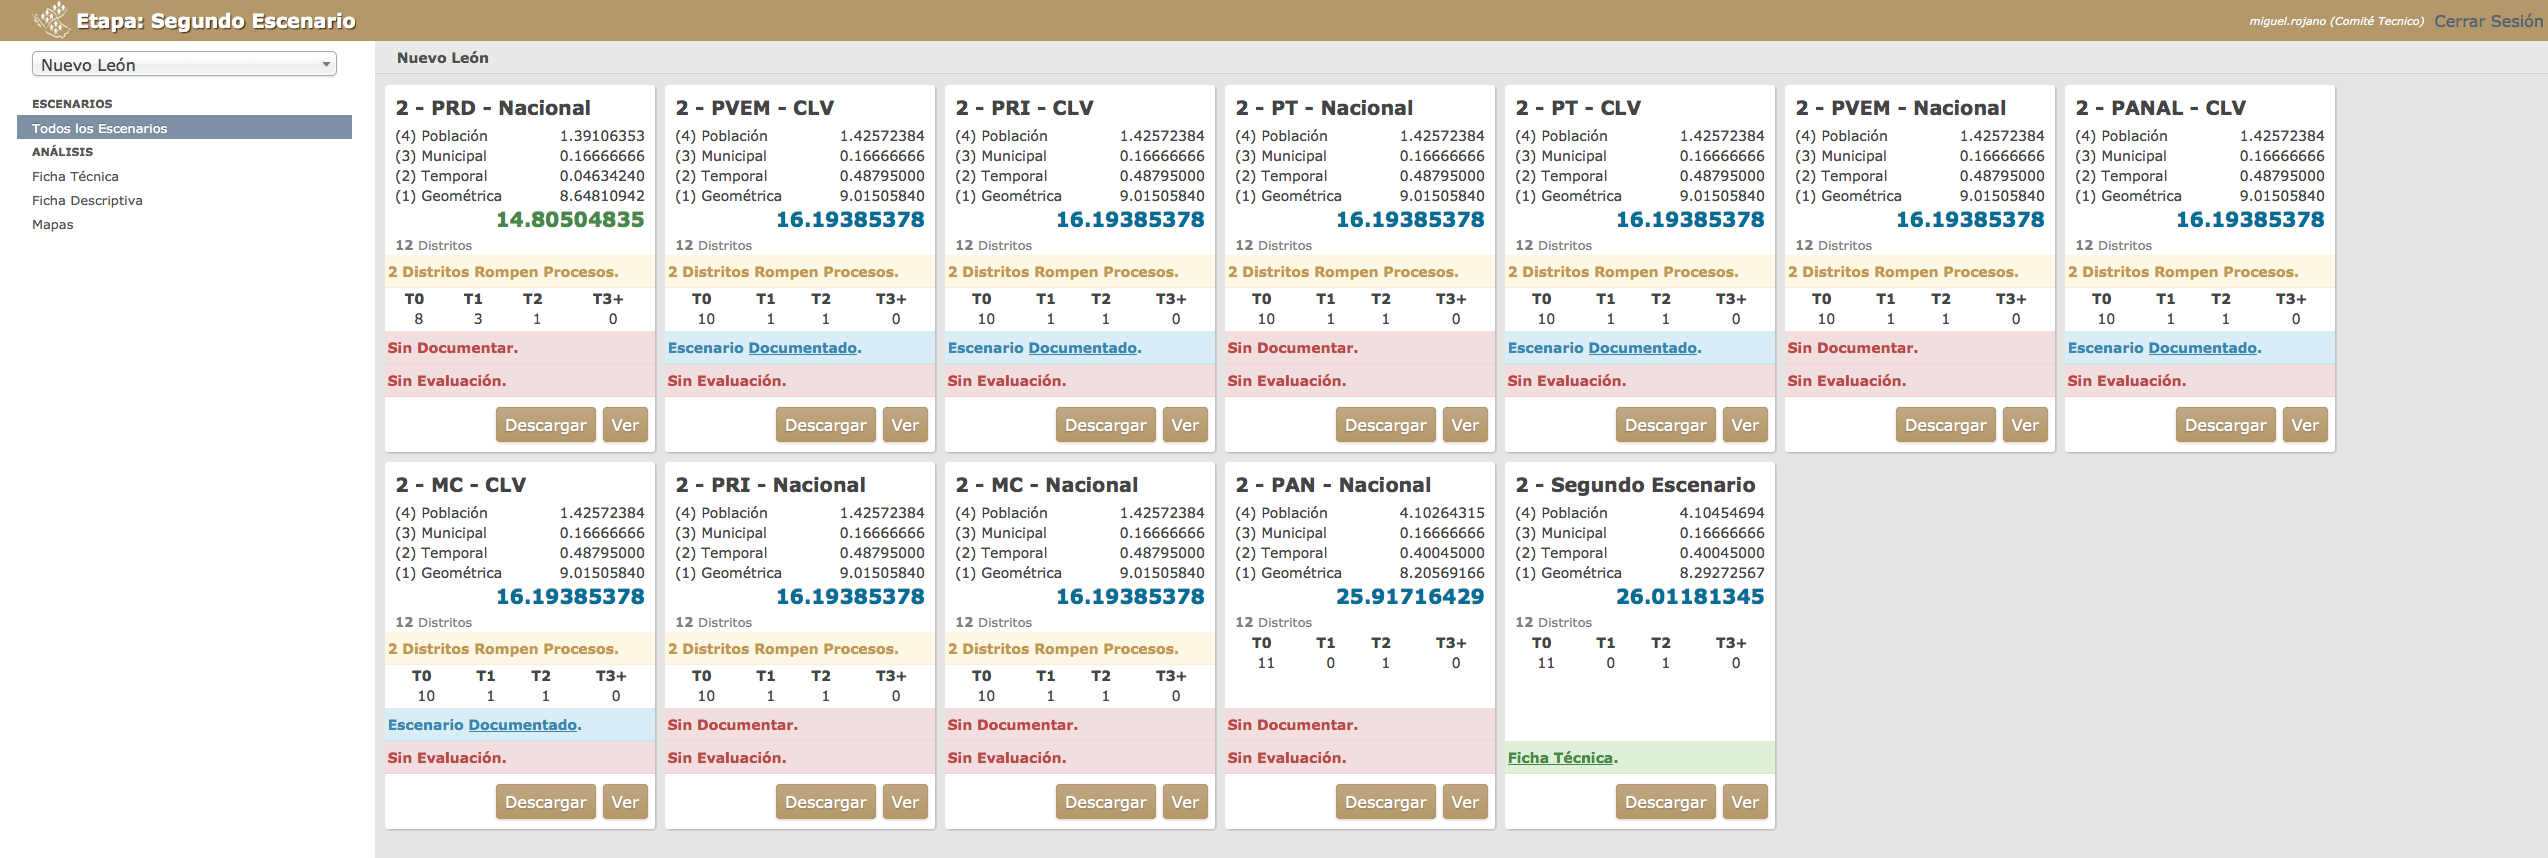 Etapa: Segundo Escenario
miguel.rojano (Comité Tecnico) Cerrar Sesión
Nuevo León
ESCENARIOS
Todos los Escenarios
ANÁLISIS
Ficha Técnica
Ficha Descriptiva
Mapas
Nuevo León
2 - PRD - Nacional
(4) Población 1.39106353
(3) Municipal 0.16666666
(2) Temporal 0.04634240
(1) Geométrica 8.64810942
14.80504835
12 Distritos
2 Distritos Rompen Procesos.
T0 T1 T2 T3+
8 3 1 0
Sin Documentar.
Sin Evaluación.
Descargar Ver
2 - PVEM - CLV
(4) Población 1.42572384
(3) Municipal 0.16666666
(2) Temporal 0.48795000
(1) Geométrica 9.01505840
16.19385378
12 Distritos
2 Distritos Rompen Procesos.
T0 T1 T2 T3+
10 1 1 0
Escenario Documentado.
Sin Evaluación.
Descargar Ver
2 - PRI - CLV
(4) Población 1.42572384
(3) Municipal 0.16666666
(2) Temporal 0.48795000
(1) Geométrica 9.01505840
16.19385378
12 Distritos
2 Distritos Rompen Procesos.
T0 T1 T2 T3+
10 1 1 0
Escenario Documentado.
Sin Evaluación.
Descargar Ver
2 - PT - Nacional
(4) Población 1.42572384
(3) Municipal 0.16666666
(2) Temporal 0.48795000
(1) Geométrica 9.01505840
16.19385378
12 Distritos
2 Distritos Rompen Procesos.
T0 T1 T2 T3+
10 1 1 0
Sin Documentar.
Sin Evaluación.
Descargar Ver
2 - PT - CLV
(4) Población 1.42572384
(3) Municipal 0.16666666
(2) Temporal 0.48795000
(1) Geométrica 9.01505840
16.19385378
12 Distritos
2 Distritos Rompen Procesos.
T0 T1 T2 T3+
10 1 1 0
Escenario Documentado.
Sin Evaluación.
Descargar Ver
2 - PVEM - Nacional
(4) Población 1.42572384
(3) Municipal 0.16666666
(2) Temporal 0.48795000
(1) Geométrica 9.01505840
16.19385378
12 Distritos
2 Distritos Rompen Procesos.
T0 T1 T2 T3+
10 1 1 0
Sin Documentar.
Sin Evaluación.
Descargar Ver
2 - PANAL - CLV
(4) Población 1.42572384
(3) Municipal 0.16666666
(2) Temporal 0.48795000
(1) Geométrica 9.01505840
16.19385378
12 Distritos
2 Distritos Rompen Procesos.
T0 T1 T2 T3+
10 1 1 0
Escenario Documentado.
Sin Evaluación.
Descargar Ver
2 - MC - CLV
(4) Población 1.42572384
(3) Municipal 0.16666666
(2) Temporal 0.48795000
(1) Geométrica 9.01505840
16.19385378
12 Distritos
2 Distritos Rompen Procesos.
T0 T1 T2 T3+
10 1 1 0
Escenario Documentado.
Sin Evaluación.
Descargar Ver
2 - PRI - Nacional
(4) Población 1.42572384
(3) Municipal 0.16666666
(2) Temporal 0.48795000
(1) Geométrica 9.01505840
16.19385378
12 Distritos
2 Distritos Rompen Procesos.
T0 T1 T2 T3+
10 1 1 0
Sin Documentar.
Sin Evaluación.
Descargar Ver
2 - MC - Nacional
(4) Población 1.42572384
(3) Municipal 0.16666666
(2) Temporal 0.48795000
(1) Geométrica 9.01505840
16.19385378
12 Distritos
2 Distritos Rompen Procesos.
T0 T1 T2 T3+
10 1 1 0
Sin Documentar.
Sin Evaluación.
Descargar Ver
2 - PAN - Nacional
(4) Población 4.10264315
(3) Municipal 0.16666666
(2) Temporal 0.40045000
(1) Geométrica 8.20569166
25.91716429
12 Distritos
T0 T1 T2 T3+
11 0 1 0
Sin Documentar.
Sin Evaluación.
Descargar Ver
2 - Segundo Escenario
(4) Población 4.10454694
(3) Municipal 0.16666666
(2) Temporal 0.40045000
(1) Geométrica 8.29272567
26.01181345
12 Distritos
T0 T1 T2 T3+
11 0 1 0
Ficha Técnica.
Descargar Ver